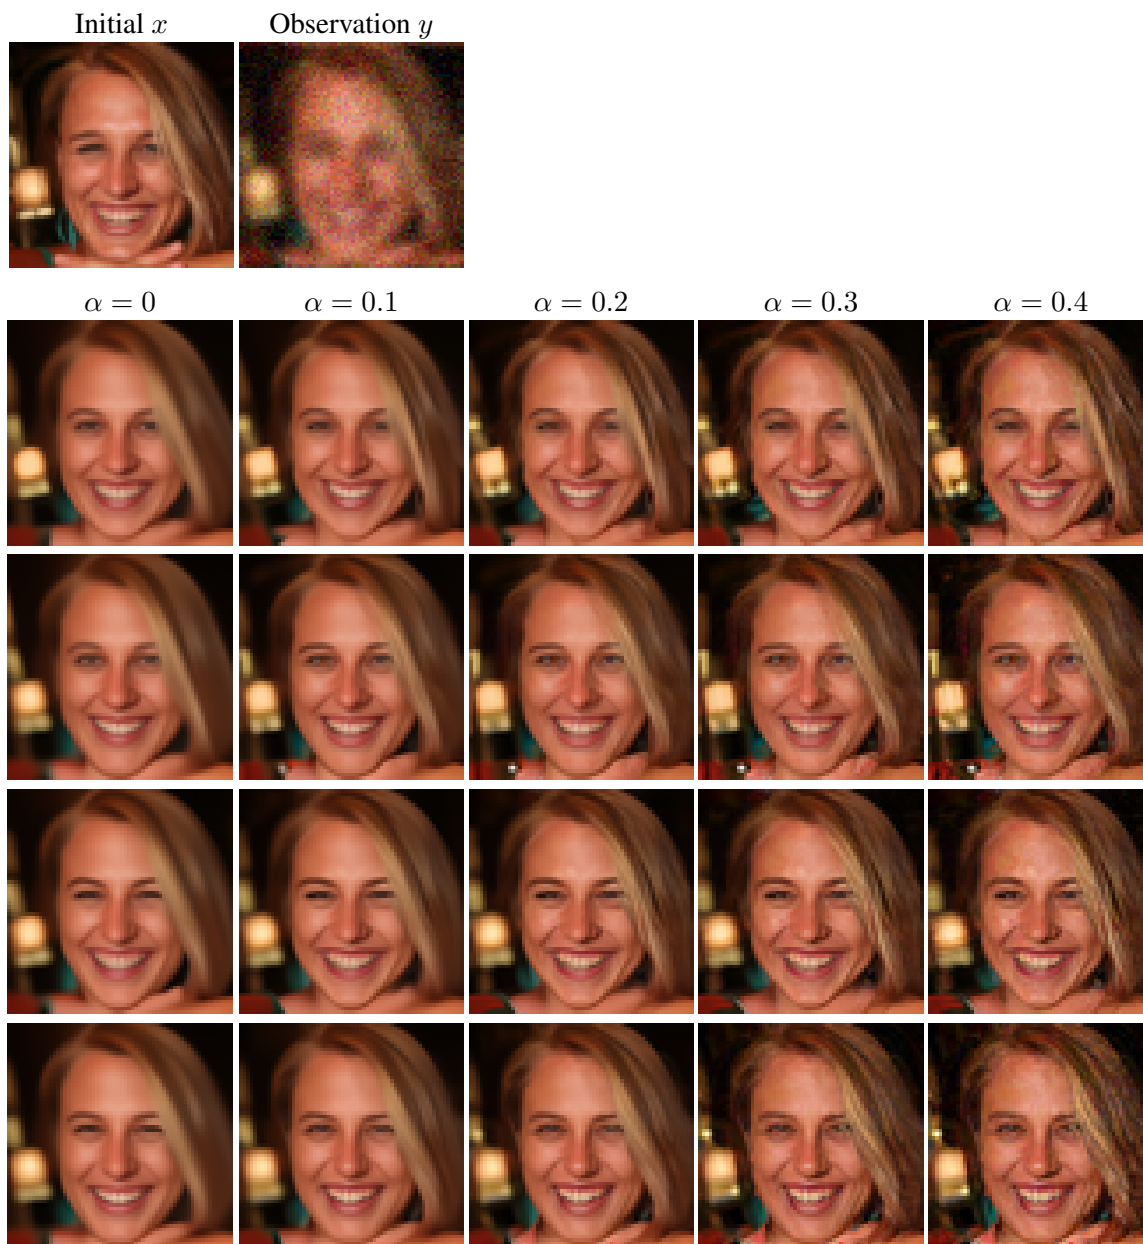 Initial x Observation y
α = 0 α = 0.1 α = 0.2 α = 0.3 α = 0.4